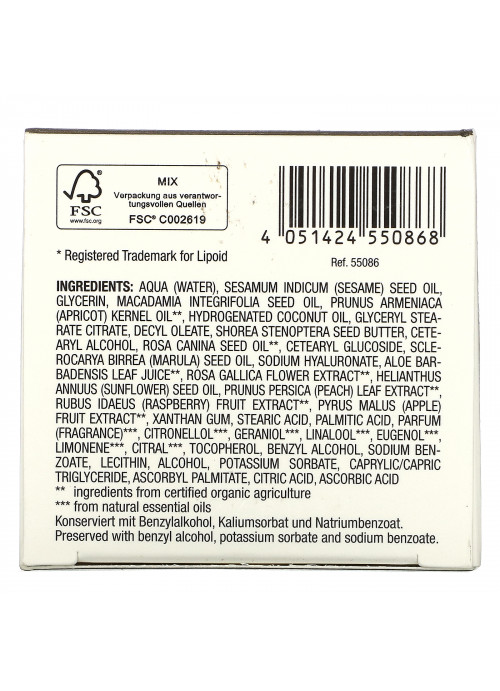 MIX
Verpackung aus verantwor-
tungsvollen Quellen
FSC® C002619
FSC
www.fsc.org
4 051424 550868
* Registered Trademark for Lipoid
Ref. 55086
INGREDIENTS: AQUA (WATER), SESAMUM INDICUM (SESAME) SEED OIL,
GLYCERIN, MACADAMIA INTEGRIFOLIA SEED OIL, PRUNUS ARMENIACA
(APRICOT) KERNEL OIL**, HYDROGENATED COCONUT OIL, GLYCERYL STEA-
RATE CITRATE, DECYL OLEATE, SHOREA STENOPTERA SEED BUTTER, CETE-
ARYL ALCOHOL, ROSA CANINA SEED OIL**, CETEARYL GLUCOSIDE, SCLE-
ROCARYA BIRREA (MARULA) SEED OIL, SODIUM HYALURONATE, ALOE BAR-
BADENSIS LEAF JUICE**, ROSA GALLICA FLOWER EXTRACT**, HELIANTHUS
ANNUUS (SUNFLOWER) SEED OIL, PRUNUS PERSICA (PEACH) LEAF EXTRACT**,
RUBUS IDAEUS (RASPBERRY) FRUIT EXTRACT**, PYRUS MALUS (APPLE)
FRUIT EXTRACT**, XANTHAN GUM, STEARIC ACID, PALMITIC ACID, PARFUM
(FRAGRANCE)***, CITRONELLOL***, GERANIOL***, LINALOOL***, EUGENOL***,
LIMONENE***, CITRAL***, TOCOPHEROL, BENZYL ALCOHOL, SODIUM BEN-
ZOATE, LECITHIN, ALCOHOL, POTASSIUM SORBATE, CAPRYLIC/CAPRIC
TRIGLYCERIDE, ASCORBYL PALMITATE, CITRIC ACID, ASCORBIC ACID
** ingredients from certified organic agriculture
*** from natural essential oils
Konserviert mit Benzylalkohol, Kaliumsorbat und Natriumbenzoat.
Preserved with benzyl alcohol, potassium sorbate and sodium benzoate.